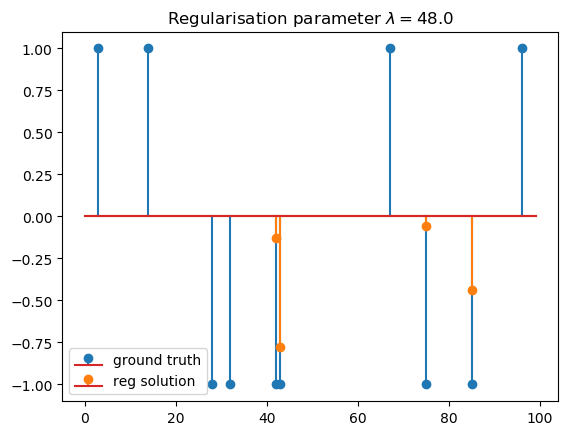 Regularisation parameter λ = 48.0
1.00
0.75
0.50
0.25
0.00
−0.25
−0.50
−0.75
−1.00
ground truth
reg solution
0 20 40 60 80 100